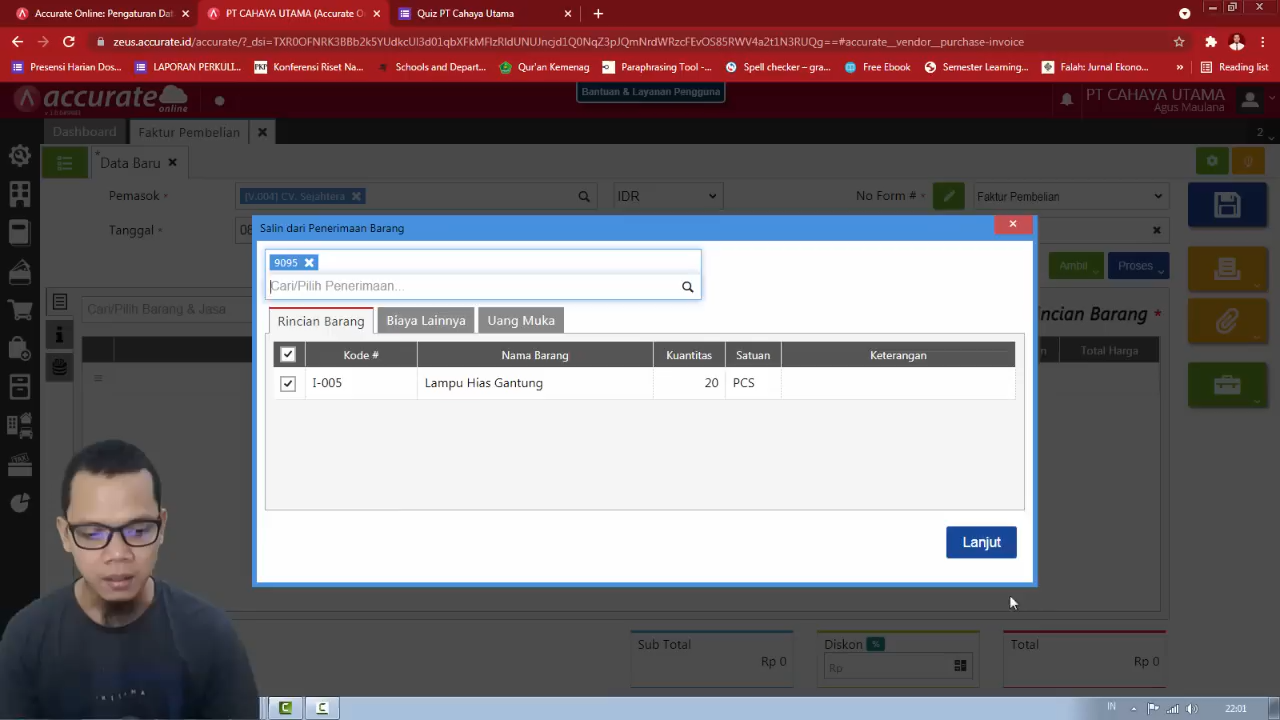 Accurate Online: Pengaturan Dat
PT CAHAYA UTAMA (Accurate O
Quiz PT Cahaya Utama
zeus.accurate.id/accurate/?_dsi=TXR0OFNRK3BBb2k5YUdkcUl3d01qbXFkMFlzRldUNUJncjd1Q0NqZ3pJQmNrdWRzcFEvOS85RWV4a2t1N3RUQg==#accurate__vendor__purchase-invoice
Presensi Harian Dos...
LAPORAN PERKULI...
Konferensi Riset Na...
Schools and Depart...
Qur'an Kemenag
Paraphrasing Tool -...
Spell checker – gra...
Free Ebook
Semester Learning...
Falah: Jurnal Ekono...
»
Reading list
accurate online
Bantuan & Layanan Pengguna
PT CAHAYA UTAMA
Agus Maulana
Dashboard
Faktur Pembelian
2
Data Baru
Pemasok
[V.004] CV. Sejahtera
IDR
No Form #
Faktur Pembelian
Tanggal
08
Salin dari Penerimaan Barang
Ambil
Proses
9095
Cari/Pilih Penerimaan...
Cari/Pilih Barang & Jasa
incian Barang *
Rincian Barang
Biaya Lainnya
Uang Muka
Total Harga
Kode #
Nama Barang
Kuantitas
Satuan
Keterangan
I-005
Lampu Hias Gantung
20
PCS
Lanjut
Sub Total
Rp 0
Diskon %
Rp
Total
Rp 0
IN
22:01